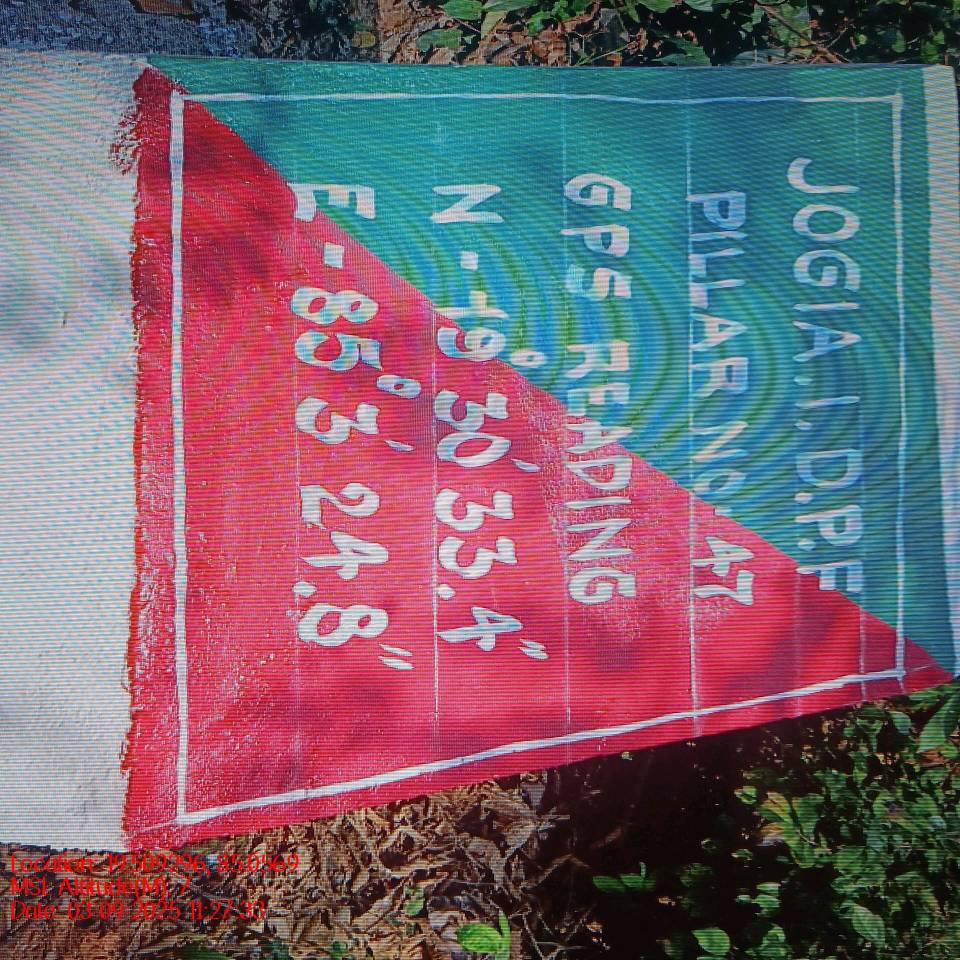 JOGIA.I.D.P.F
PILLAR NO 47
GPS READING
N-19° 30' 33.4"
E-85° 3' 24.8"
Location: 19.509296, 85.0569
MSL Altitude(M): 7
Date: 03-09-2025 11:27:33